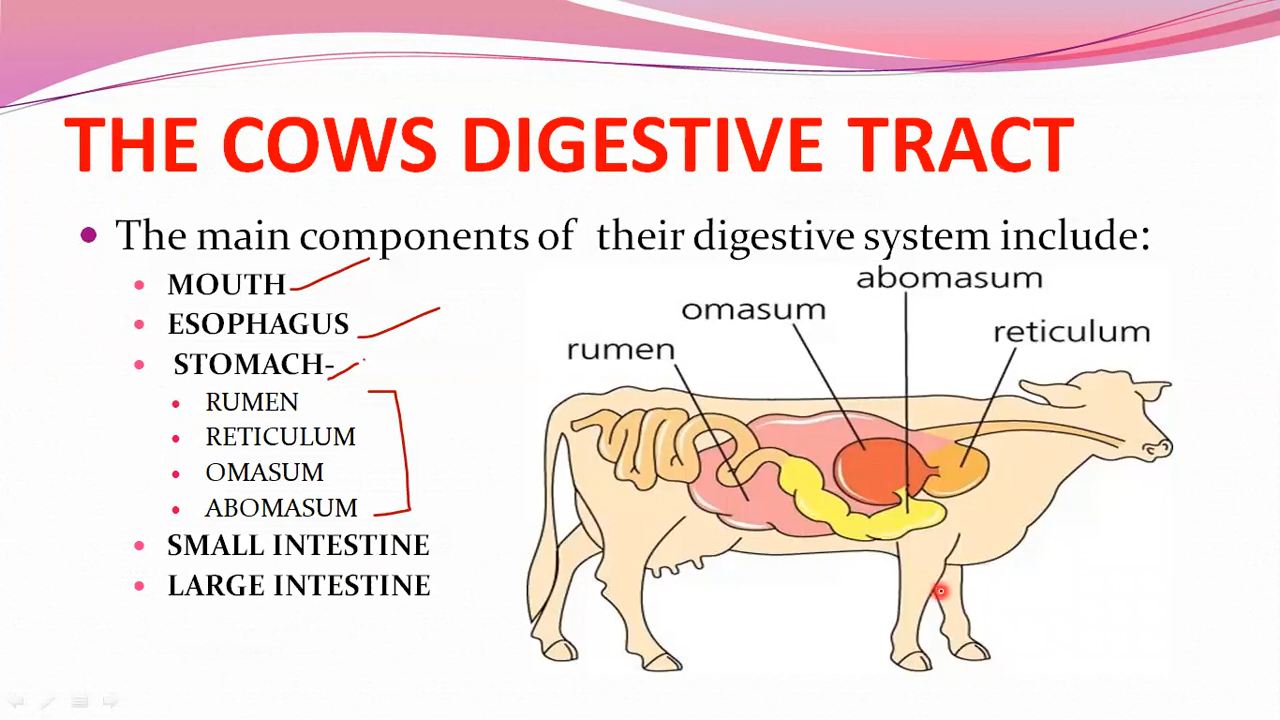 THE COWS DIGESTIVE TRACT
The main components of their digestive system include:
MOUTH
ESOPHAGUS
STOMACH-
RUMEN
RETICULUM
OMASUM
ABOMASUM
SMALL INTESTINE
LARGE INTESTINE
abomasum
omasum
reticulum
rumen